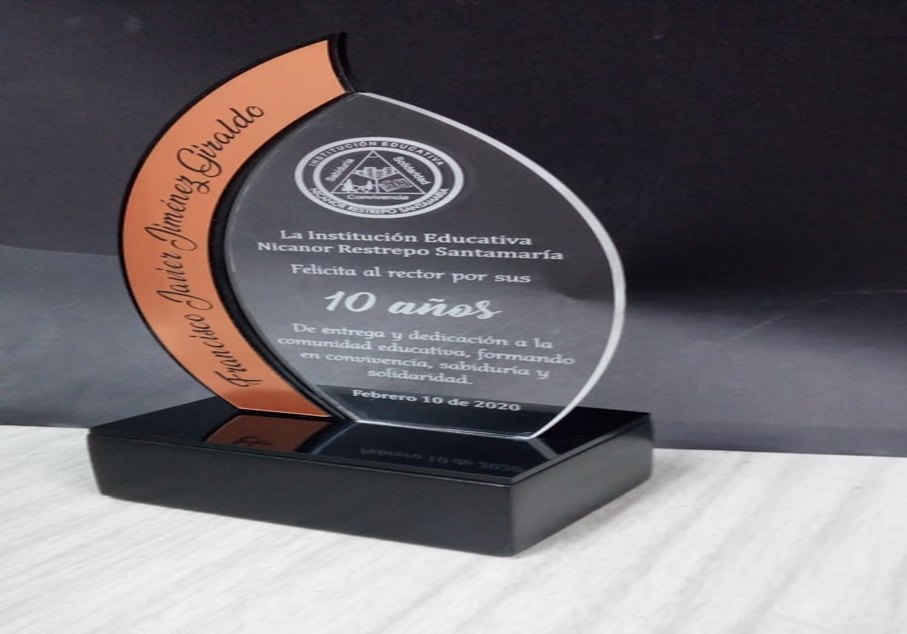 Francisco Javier Jiménez Giraldo
INSTITUCIÓN EDUCATIVA
Sabiduría
Solidaridad
Convivencia
NICANOR RESTREPO SANTAMARÍA
La Institución Educativa
Nicanor Restrepo Santamaría
Felicita al rector por sus
10 años
De entrega y dedicación a la
comunidad educativa, formando
en convivencia, sabiduría y
solidaridad.
Febrero 10 de 2020